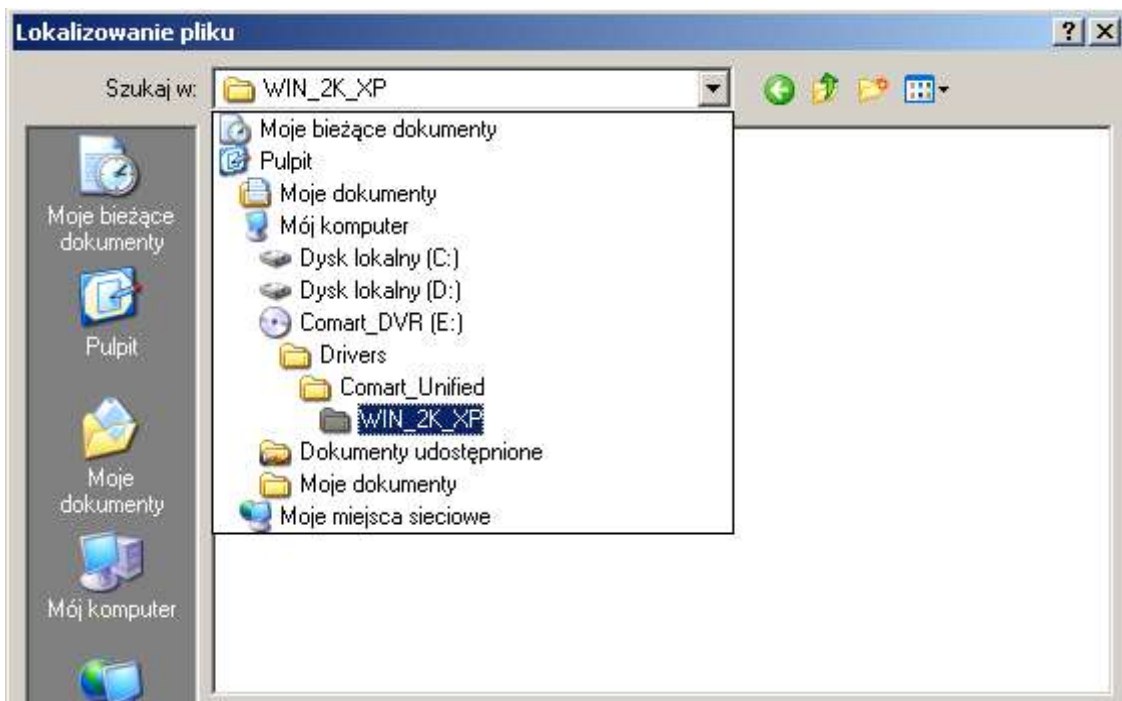 Lokalizowanie pliku
Szukaj w:
WIN_2K_XP
Moje bieżące dokumenty
Pulpit
Moje dokumenty
Mój komputer
Dysk lokalny (C:)
Dysk lokalny (D:)
Comart_DVR (E:)
Drivers
Comart_Unified
WIN_2K_XP
Dokumenty udostępnione
Moje dokumenty
Moje miejsca sieciowe
Moje bieżące
dokumenty
Pulpit
Moje
dokumenty
Mój komputer